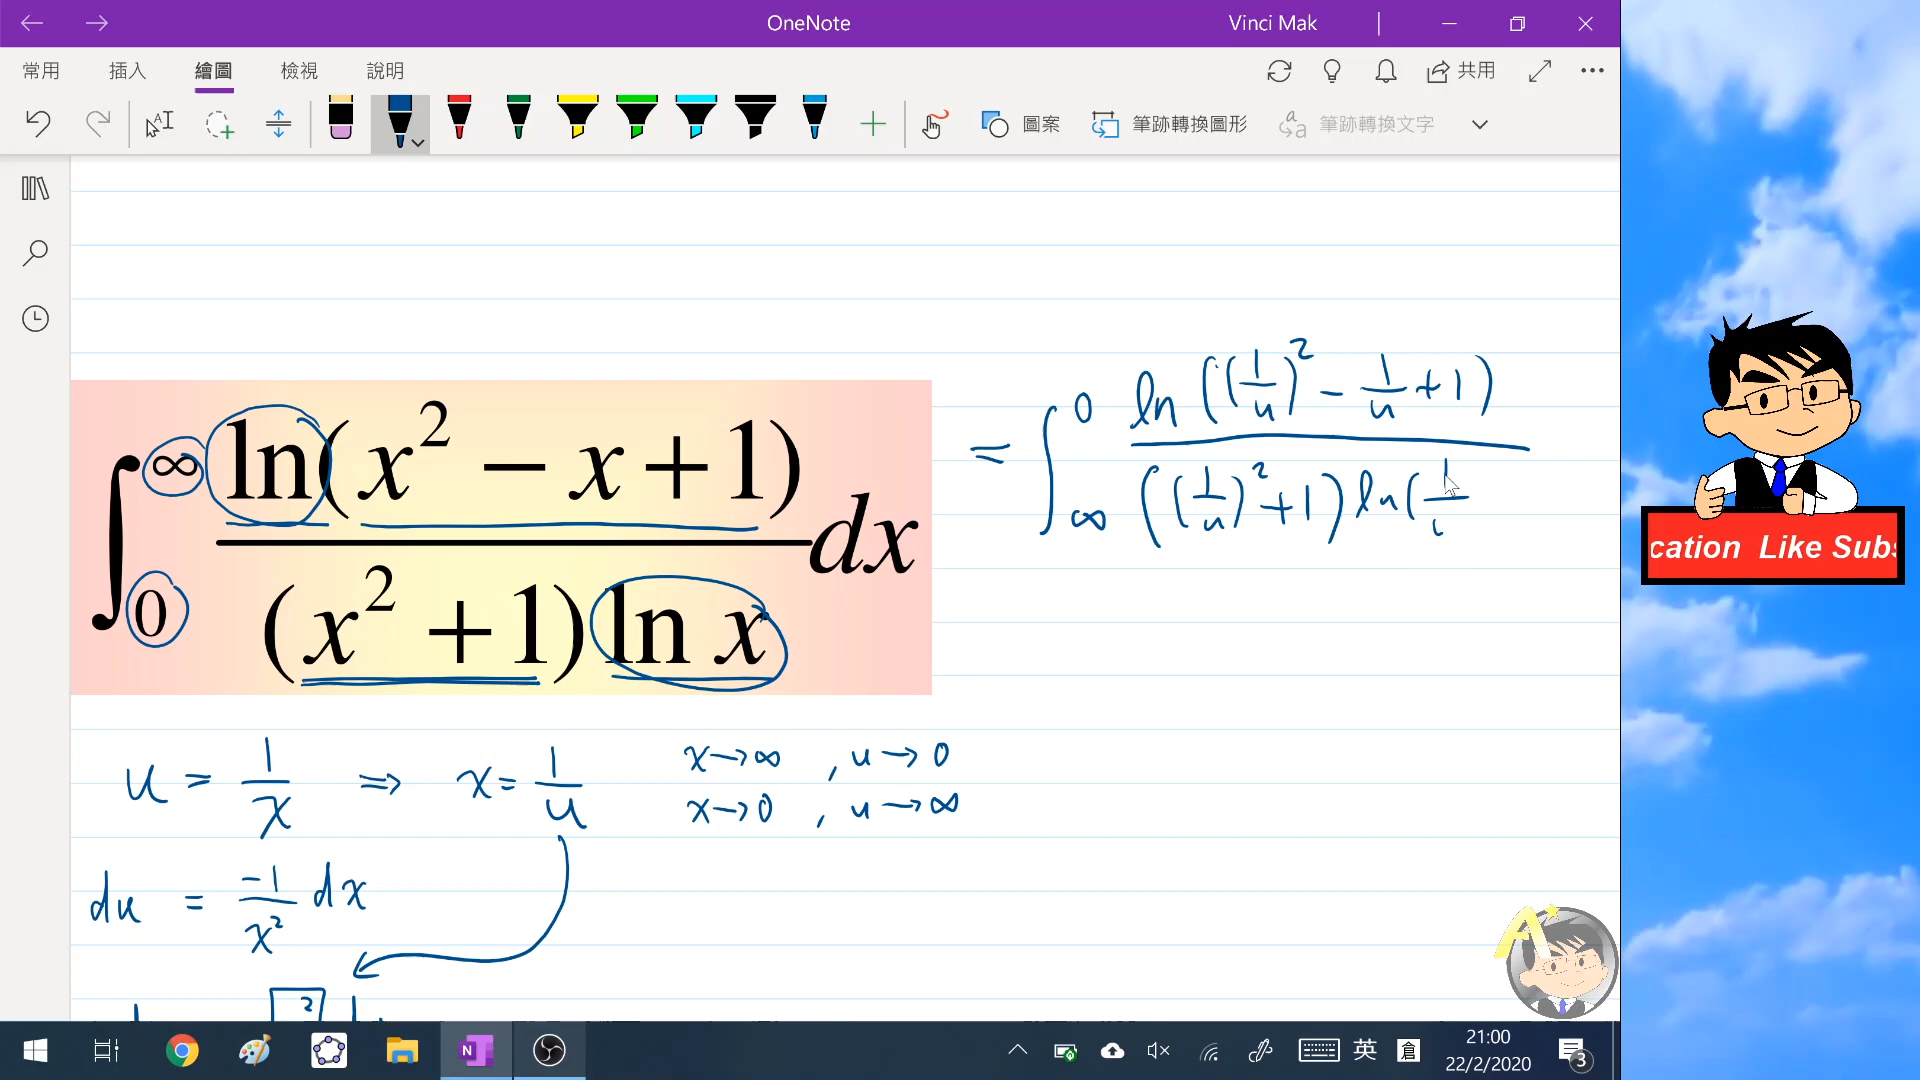 OneNote
Vinci Mak
常用 插入 繪圖 檢視 說明
共用
圖案 筆跡轉換圖形 筆跡轉換文字
∫₀^∞ ln(x² − x + 1) / (x² + 1) ln x dx
= ∫_∞^0 ln((1/u)² − 1/u + 1) / ((1/u)² + 1) ln(1/
u = 1/x ⇒ x = 1/u
x→∞ , u→0
x→0 , u→∞
du = −1/x² dx
cation Like Subs
A
N
英 倉
21:00
22/2/2020
3